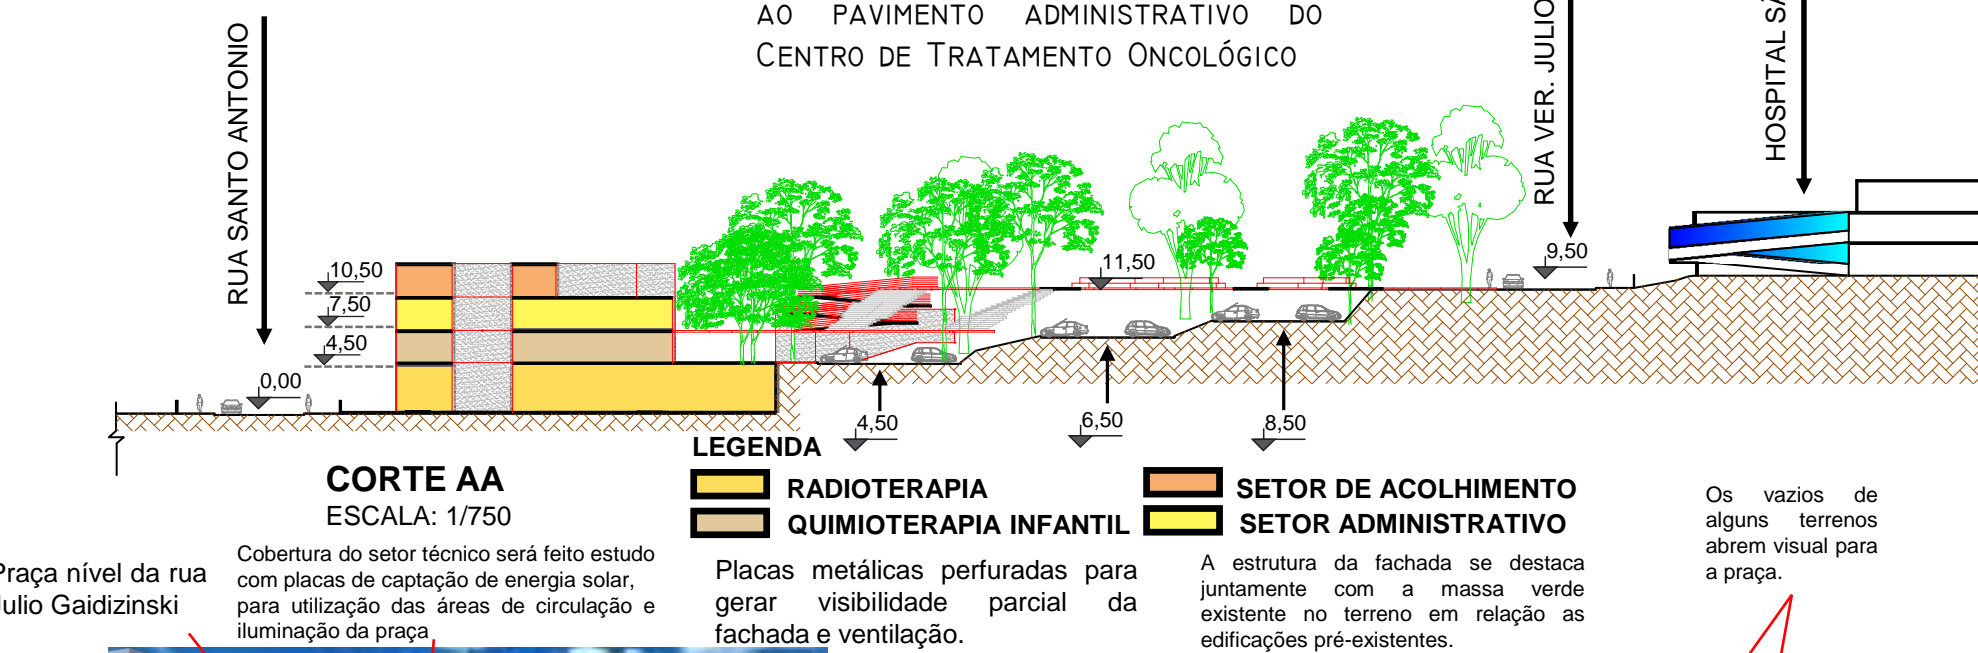 AO PAVIMENTO ADMINISTRATIVO DO
CENTRO DE TRATAMENTO ONCOLÓGICO
RUA SANTO ANTONIO
RUA VER. JULIO
HOSPITAL
10,50
7,50
4,50
0,00
11,50
9,50
4,50
6,50
8,50
LEGENDA
RADIOTERAPIA
QUIMIOTERAPIA INFANTIL
SETOR DE ACOLHIMENTO
SETOR ADMINISTRATIVO
CORTE AA
ESCALA: 1/750
Praça nível da rua
Julio Gaidizinski
Cobertura do setor técnico será feito estudo
com placas de captação de energia solar,
para utilização das áreas de circulação e
iluminação da praça
Placas metálicas perfuradas para
gerar visibilidade parcial da
fachada e ventilação.
A estrutura da fachada se destaca
juntamente com a massa verde
existente no terreno em relação as
edificações pré-existentes.
Os vazios de
alguns terrenos
abrem visual para
a praça.